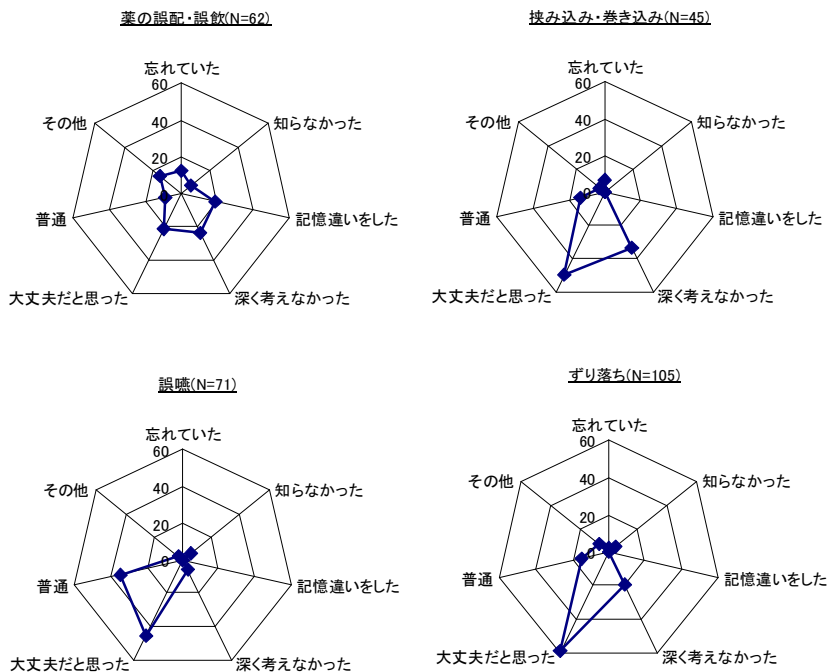 薬の誤配・誤飲(N=62)
忘れていた
60
40
20
0
知らなかった
記憶違いをした
深く考えなかった
大丈夫だと思った
普通
その他
挟み込み・巻き込み(N=45)
忘れていた
60
40
20
0
知らなかった
記憶違いをした
深く考えなかった
大丈夫だと思った
普通
その他
誤嚥(N=71)
忘れていた
60
40
20
0
知らなかった
記憶違いをした
深く考えなかった
大丈夫だと思った
普通
その他
ずり落ち(N=105)
忘れていた
60
40
20
0
知らなかった
記憶違いをした
深く考えなかった
大丈夫だと思った
普通
その他